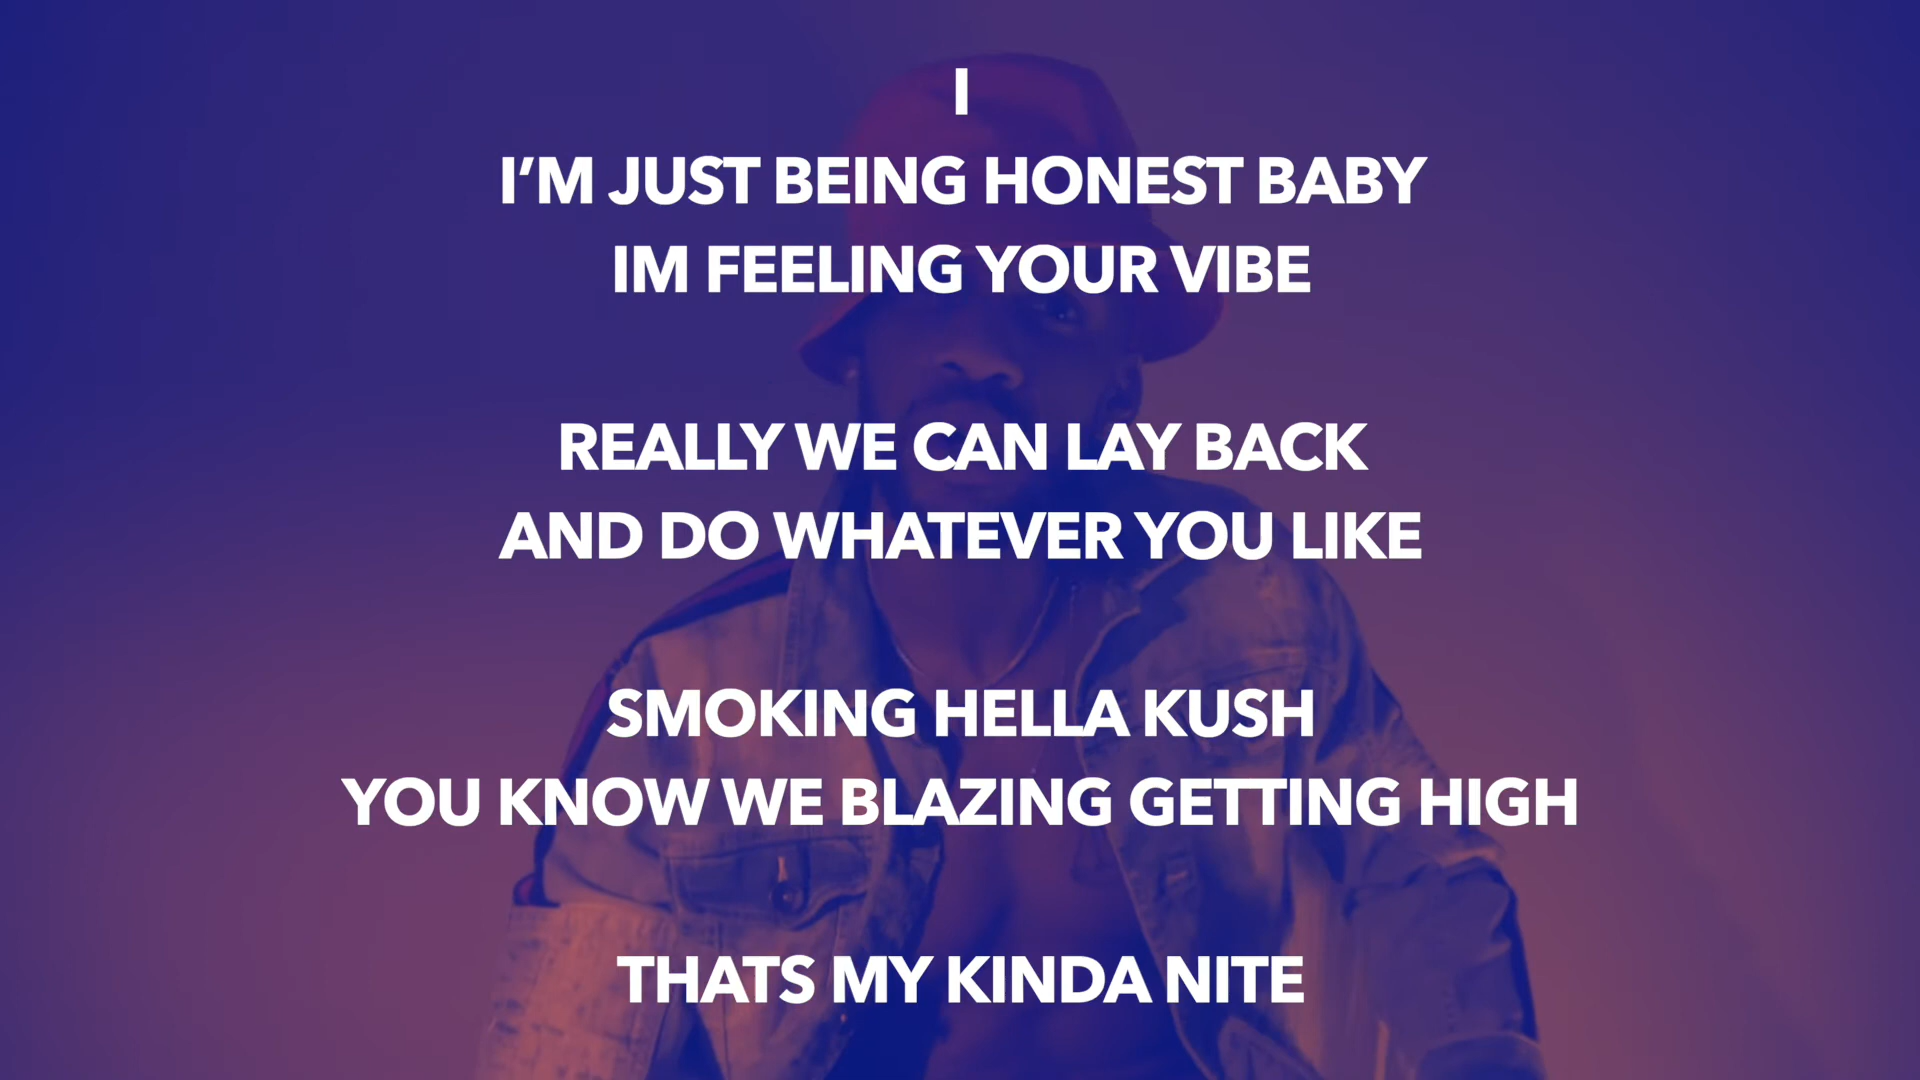 I
I’M JUST BEING HONEST BABY
IM FEELING YOUR VIBE
REALLY WE CAN LAY BACK
AND DO WHATEVER YOU LIKE
SMOKING HELLA KUSH
YOU KNOW WE BLAZING GETTING HIGH
THATS MY KINDA NITE